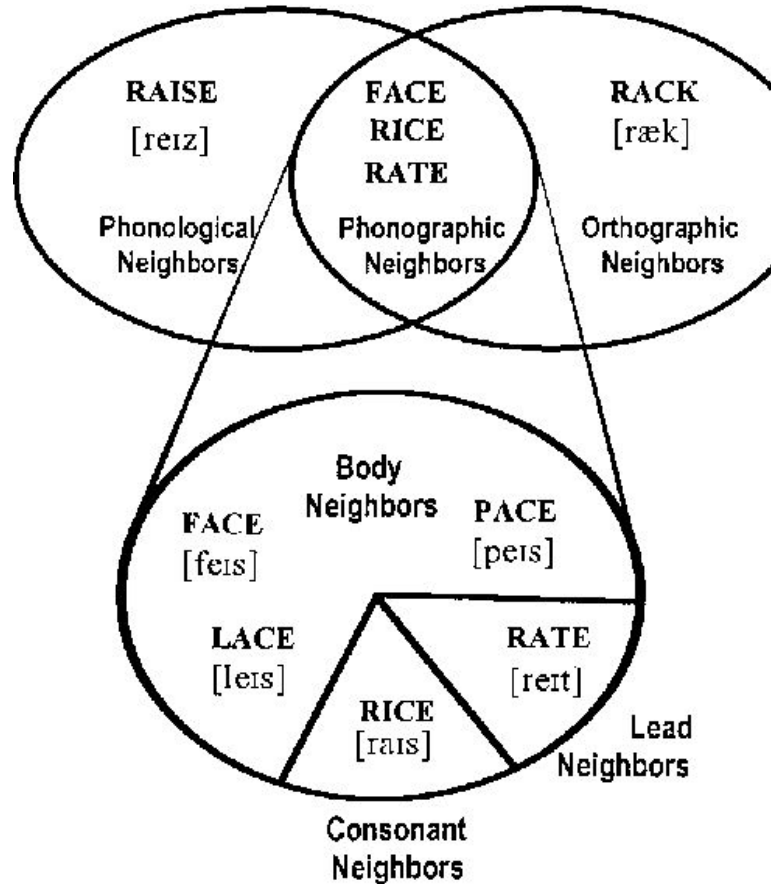 RAISE
[reɪz]
Phonological
Neighbors
FACE
RICE
RATE
Phonographic
Neighbors
RACK
[ræk]
Orthographic
Neighbors
Body
Neighbors
FACE
[feɪs]
PACE
[peɪs]
LACE
[leɪs]
RATE
[reɪt]
RICE
[raɪs]
Lead
Neighbors
Consonant
Neighbors